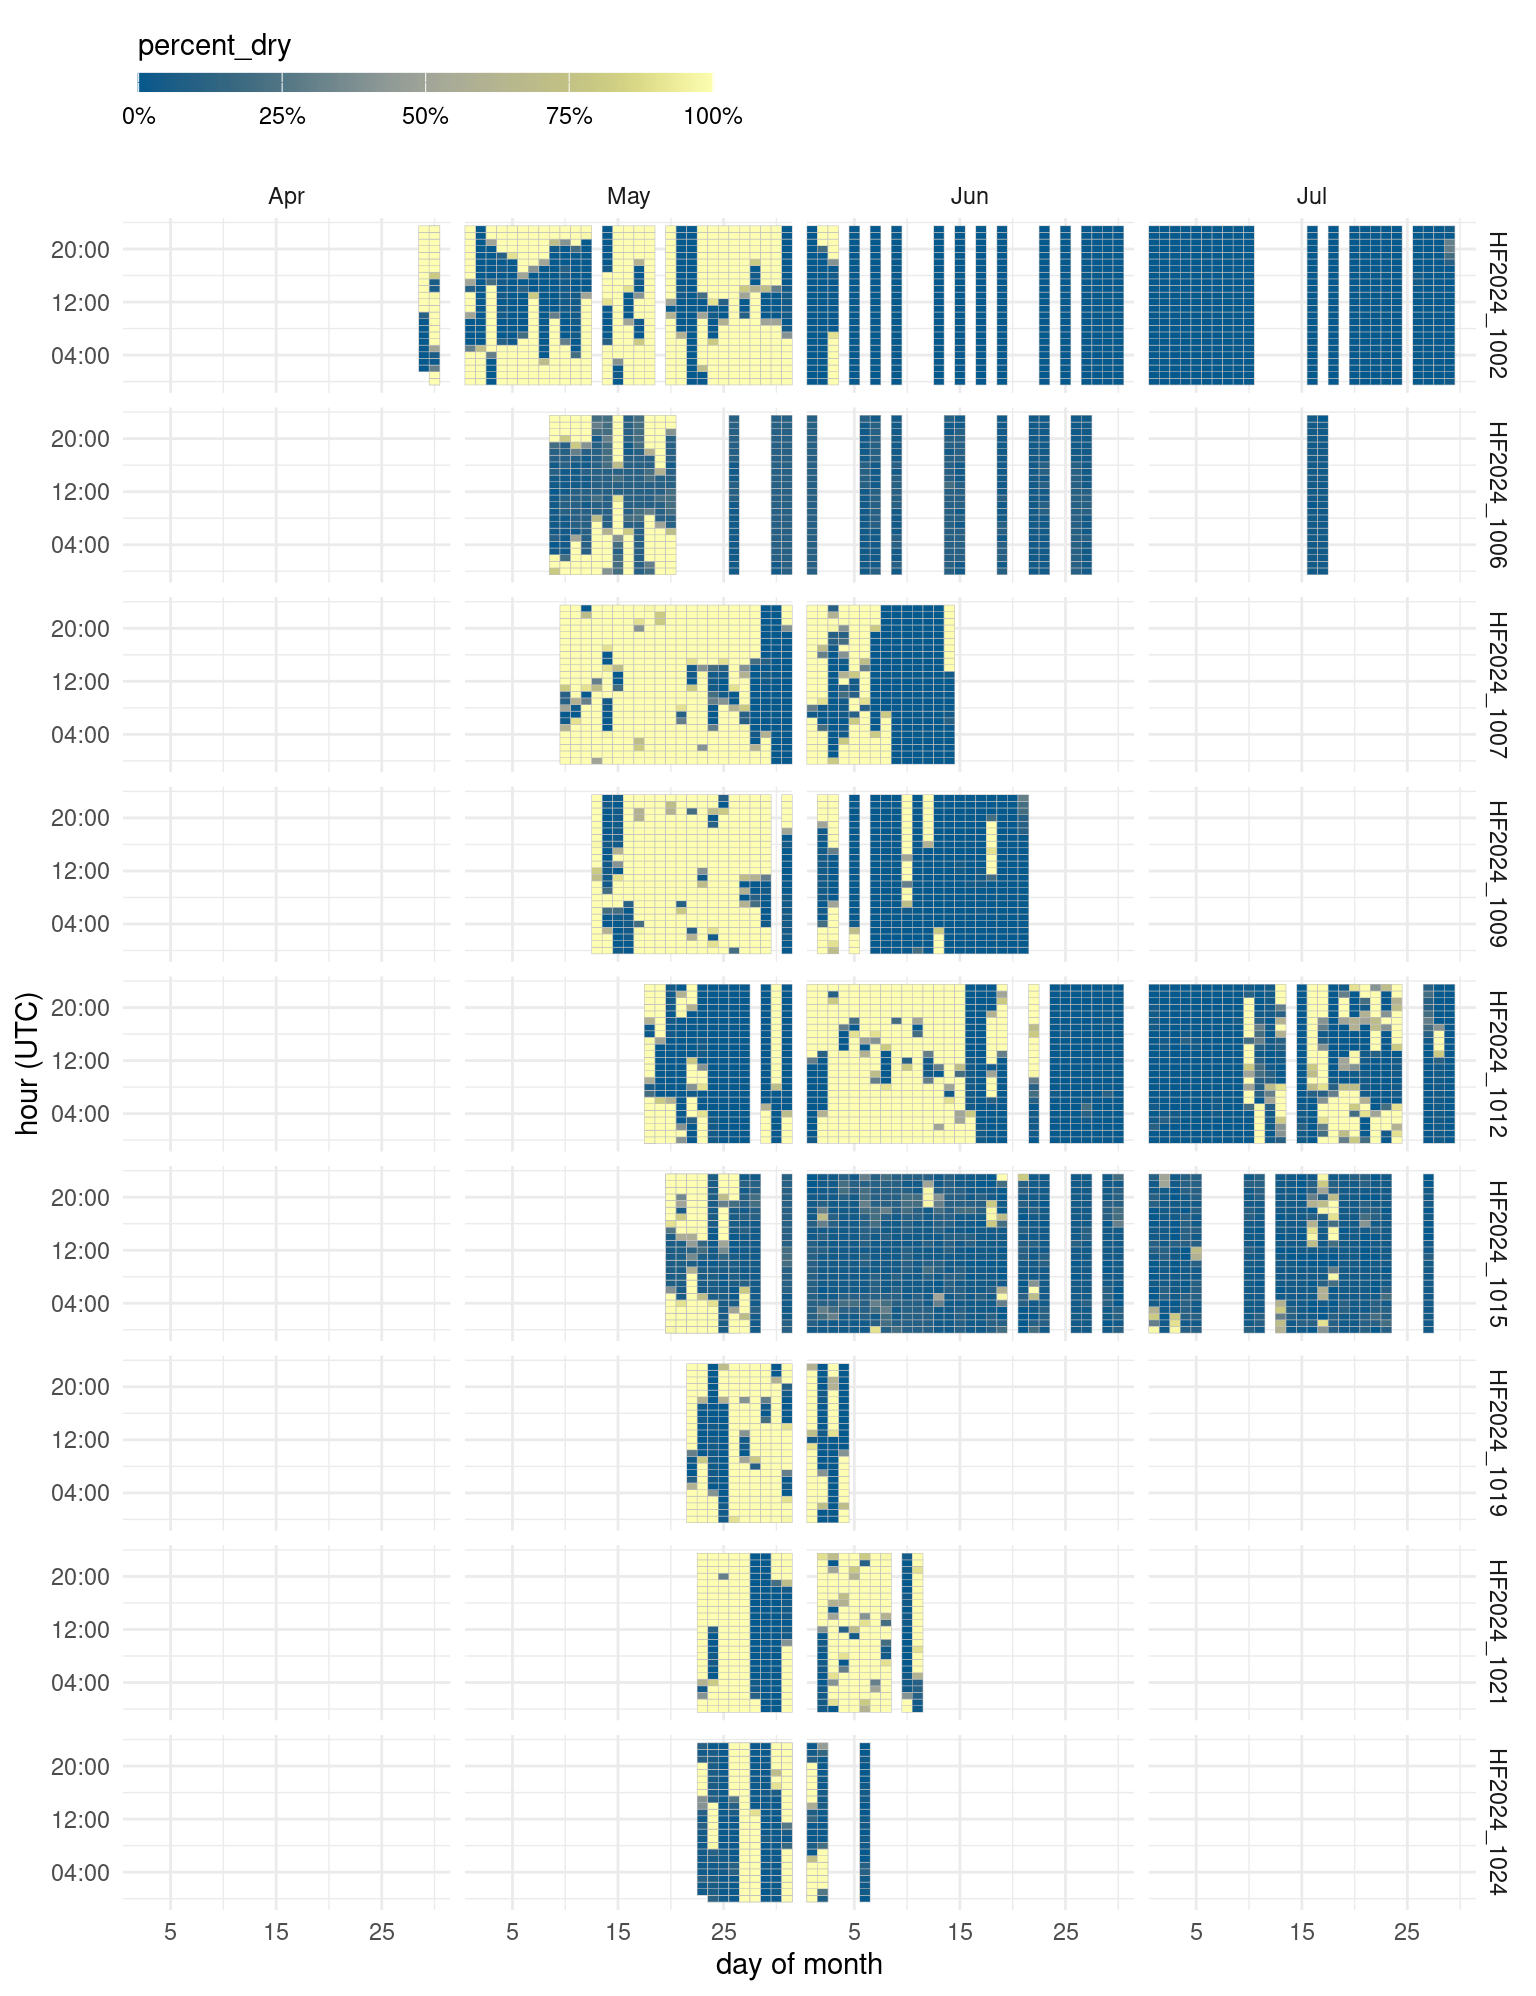 percent_dry
0% 25% 50% 75% 100%
Apr May Jun Jul
20:00
12:00
04:00
HF2024_1002
20:00
12:00
04:00
HF2024_1006
20:00
12:00
04:00
HF2024_1007
20:00
12:00
04:00
HF2024_1009
hour (UTC)
20:00
12:00
04:00
HF2024_1012
20:00
12:00
04:00
HF2024_1015
20:00
12:00
04:00
HF2024_1019
20:00
12:00
04:00
HF2024_1021
20:00
12:00
04:00
HF2024_1024
5 15 25 5 15 25 5 15 25 5 15 25
day of month